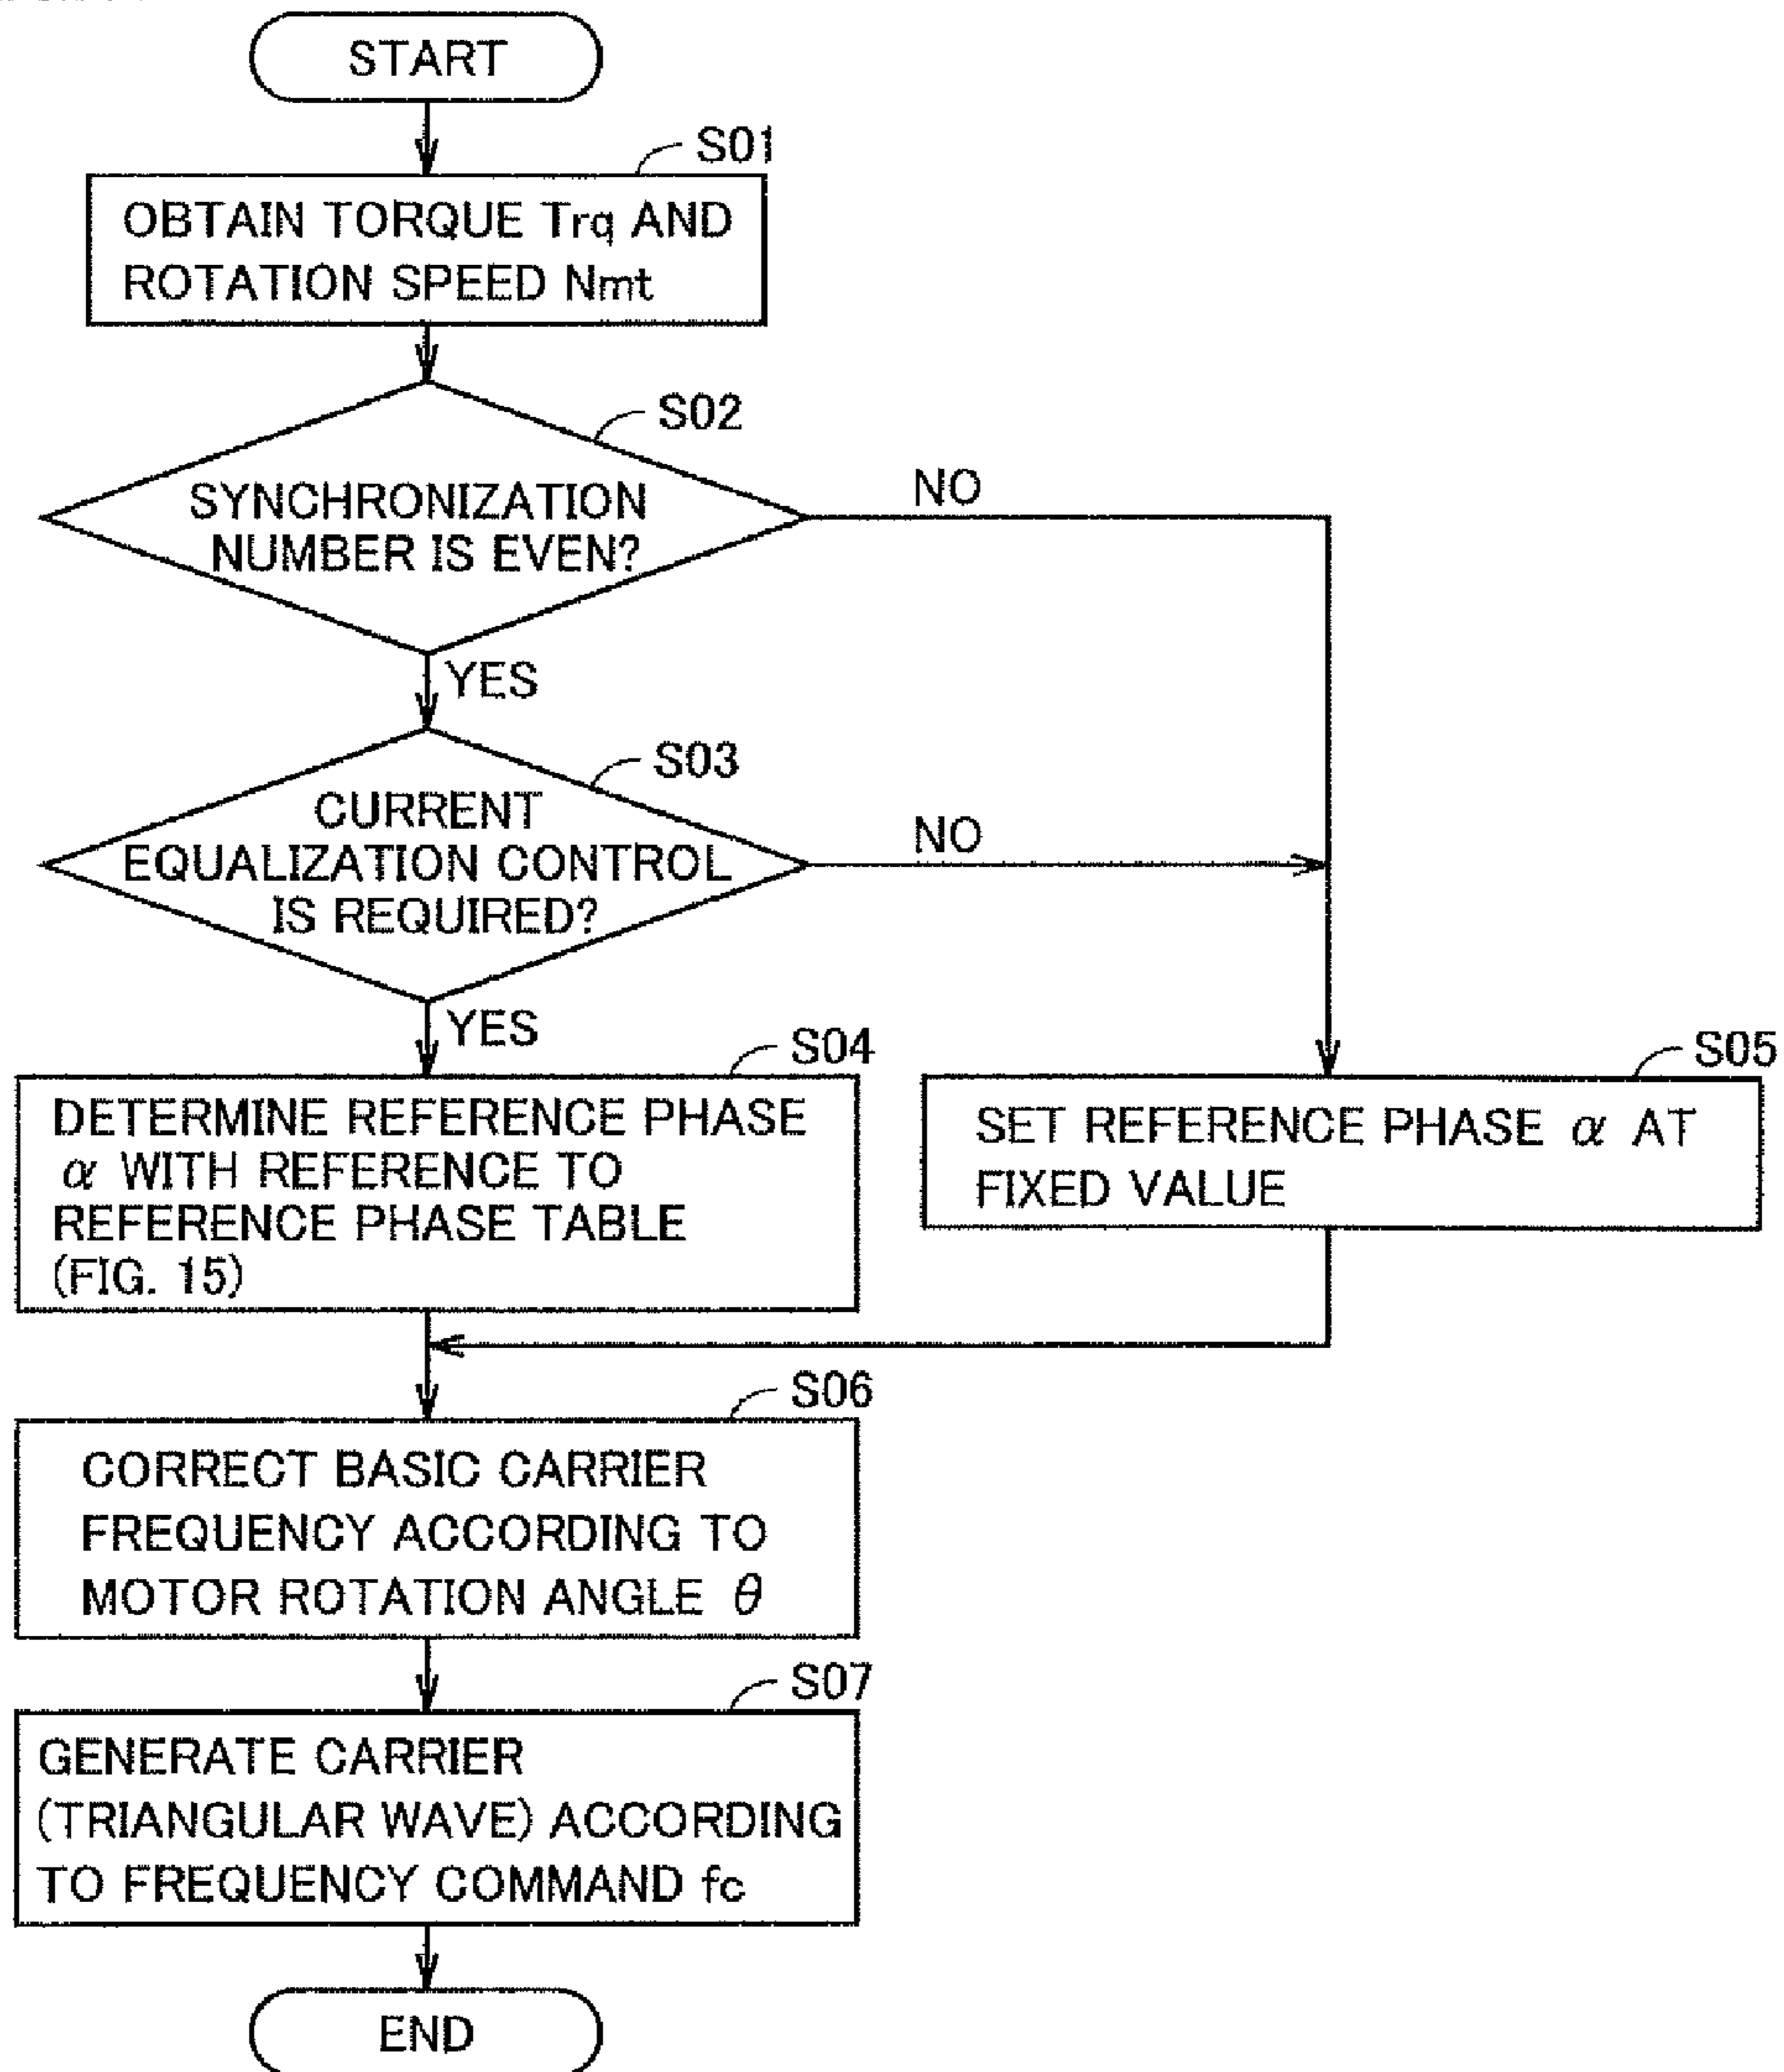 START
S01
OBTAIN TORQUE Trq AND
ROTATION SPEED Nmt
S02
SYNCHRONIZATION
NUMBER IS EVEN?
NO
YES
S03
CURRENT
EQUALIZATION CONTROL
IS REQUIRED?
NO
YES
S04
DETERMINE REFERENCE PHASE
α WITH REFERENCE TO
REFERENCE PHASE TABLE
(FIG. 15)
S05
SET REFERENCE PHASE α AT
FIXED VALUE
S06
CORRECT BASIC CARRIER
FREQUENCY ACCORDING TO
MOTOR ROTATION ANGLE θ
S07
GENERATE CARRIER
(TRIANGULAR WAVE) ACCORDING
TO FREQUENCY COMMAND fc
END